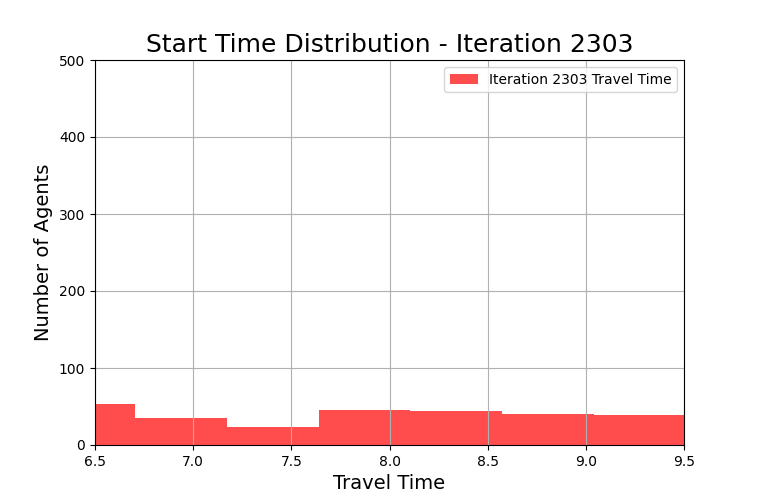 Start Time Distribution - Iteration 2303
Iteration 2303 Travel Time
Number of Agents
500
400
300
200
100
0
6.5 7.0 7.5 8.0 8.5 9.0 9.5
Travel Time